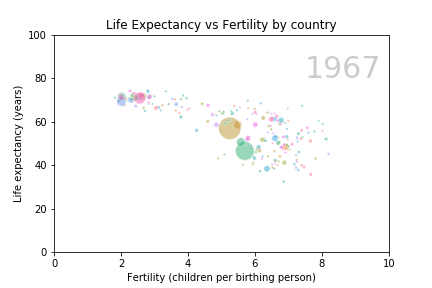 Life Expectancy vs Fertility by country
1967
100
80
60
40
20
0
Life expectancy (years)
0 2 4 6 8 10
Fertility (children per birthing person)